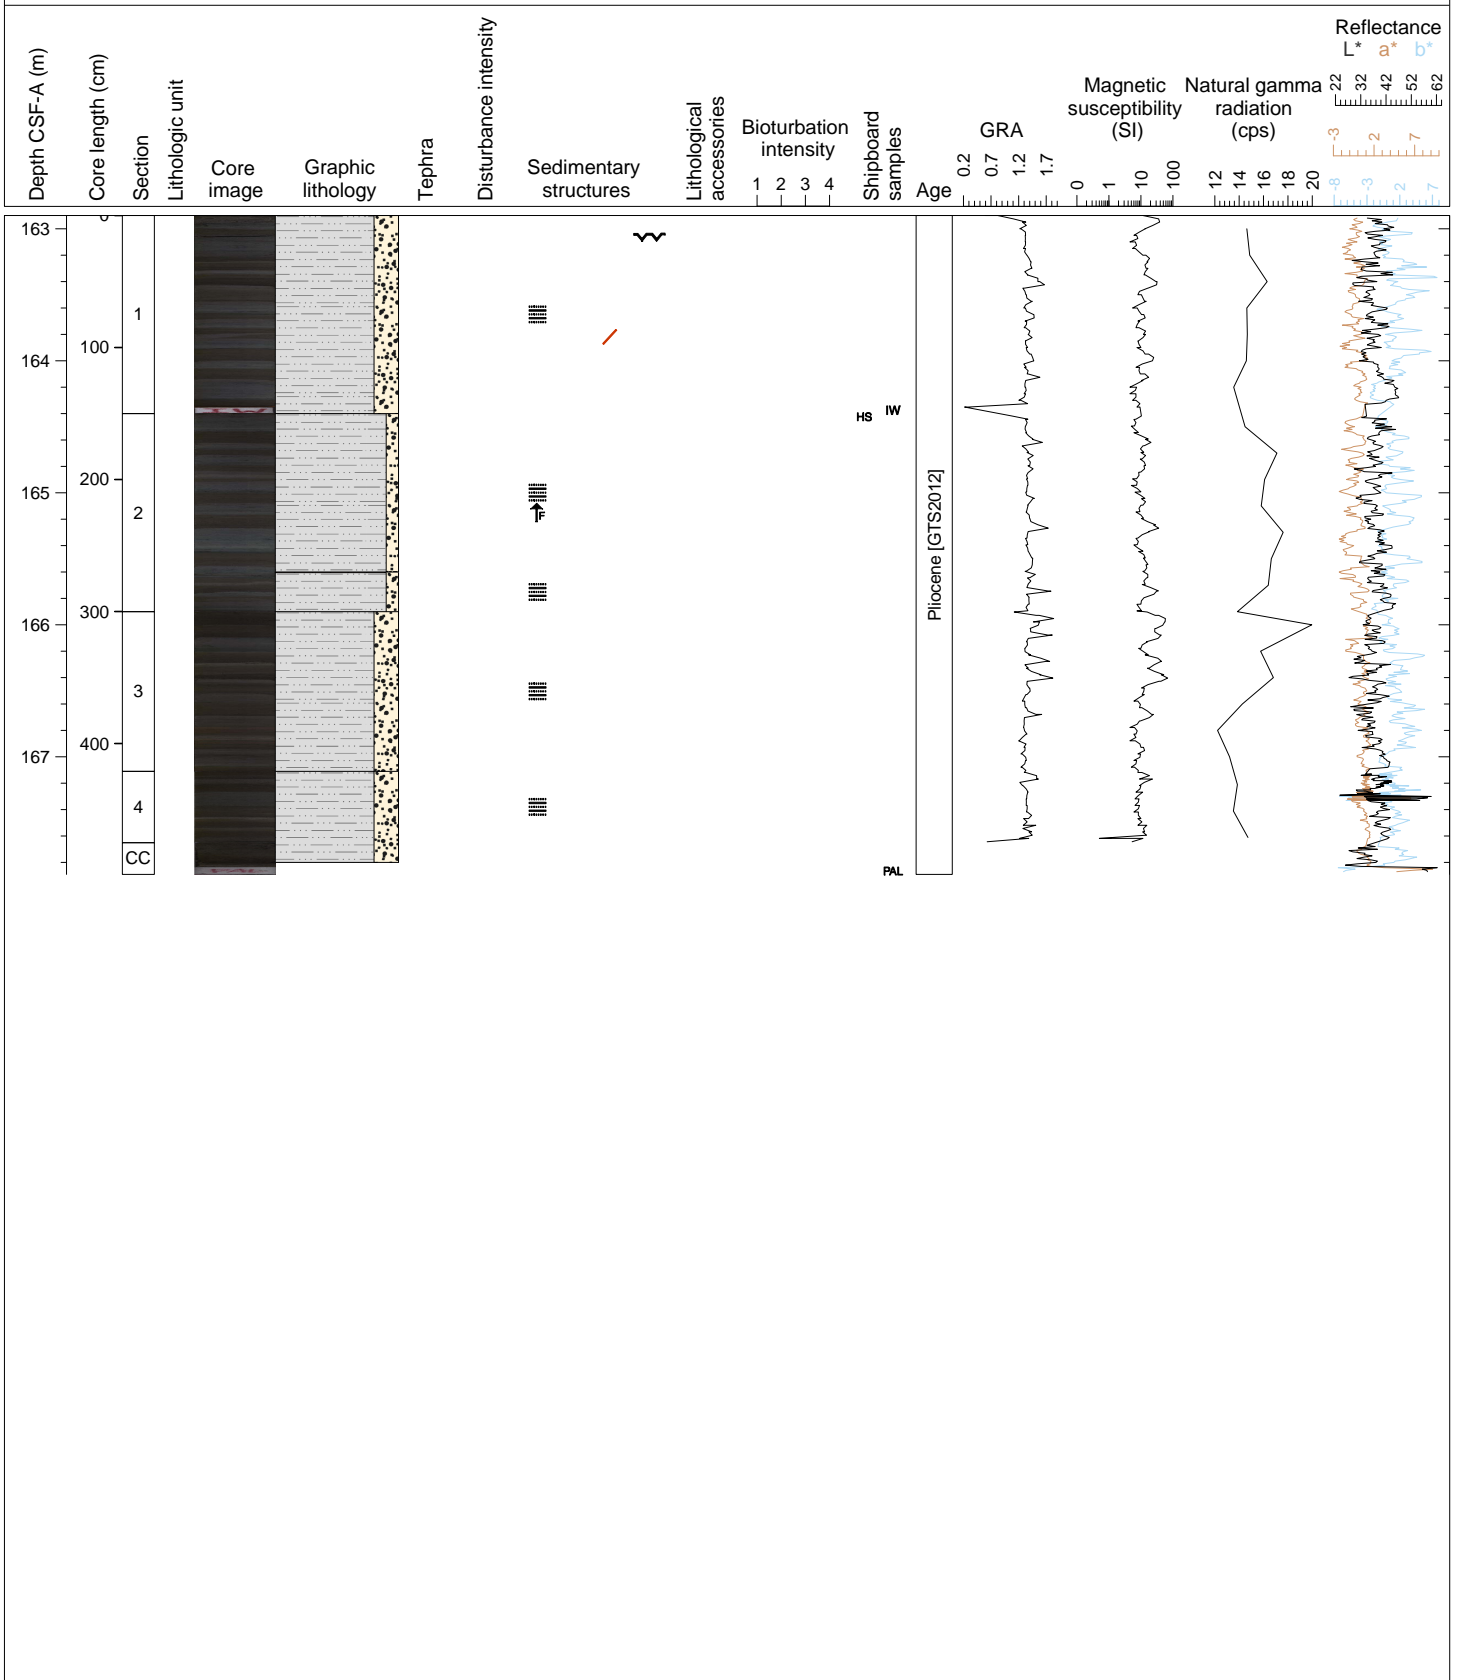 Depth CSF-A (m)
Core length (cm)
Section
Lithologic unit
Core
image
Graphic
lithology
Tephra
Disturbance intensity
Sedimentary
structures
Lithological
accessories
Bioturbation
intensity
1 2 3 4
Shipboard
samples
Age
GRA
0.2 0.7 1.2 1.7
Magnetic
susceptibility
(SI)
0 1 10 100
Natural gamma
radiation
(cps)
12 14 16 18 20
Reflectance
L* a* b*
22 32 42 52 62
-3 2 7
-8 -3 2 7
163
164
165
166
167
0
100
200
300
400
1
2
3
4
CC
F
HS
IW
PAL
Pliocene [GTS2012]